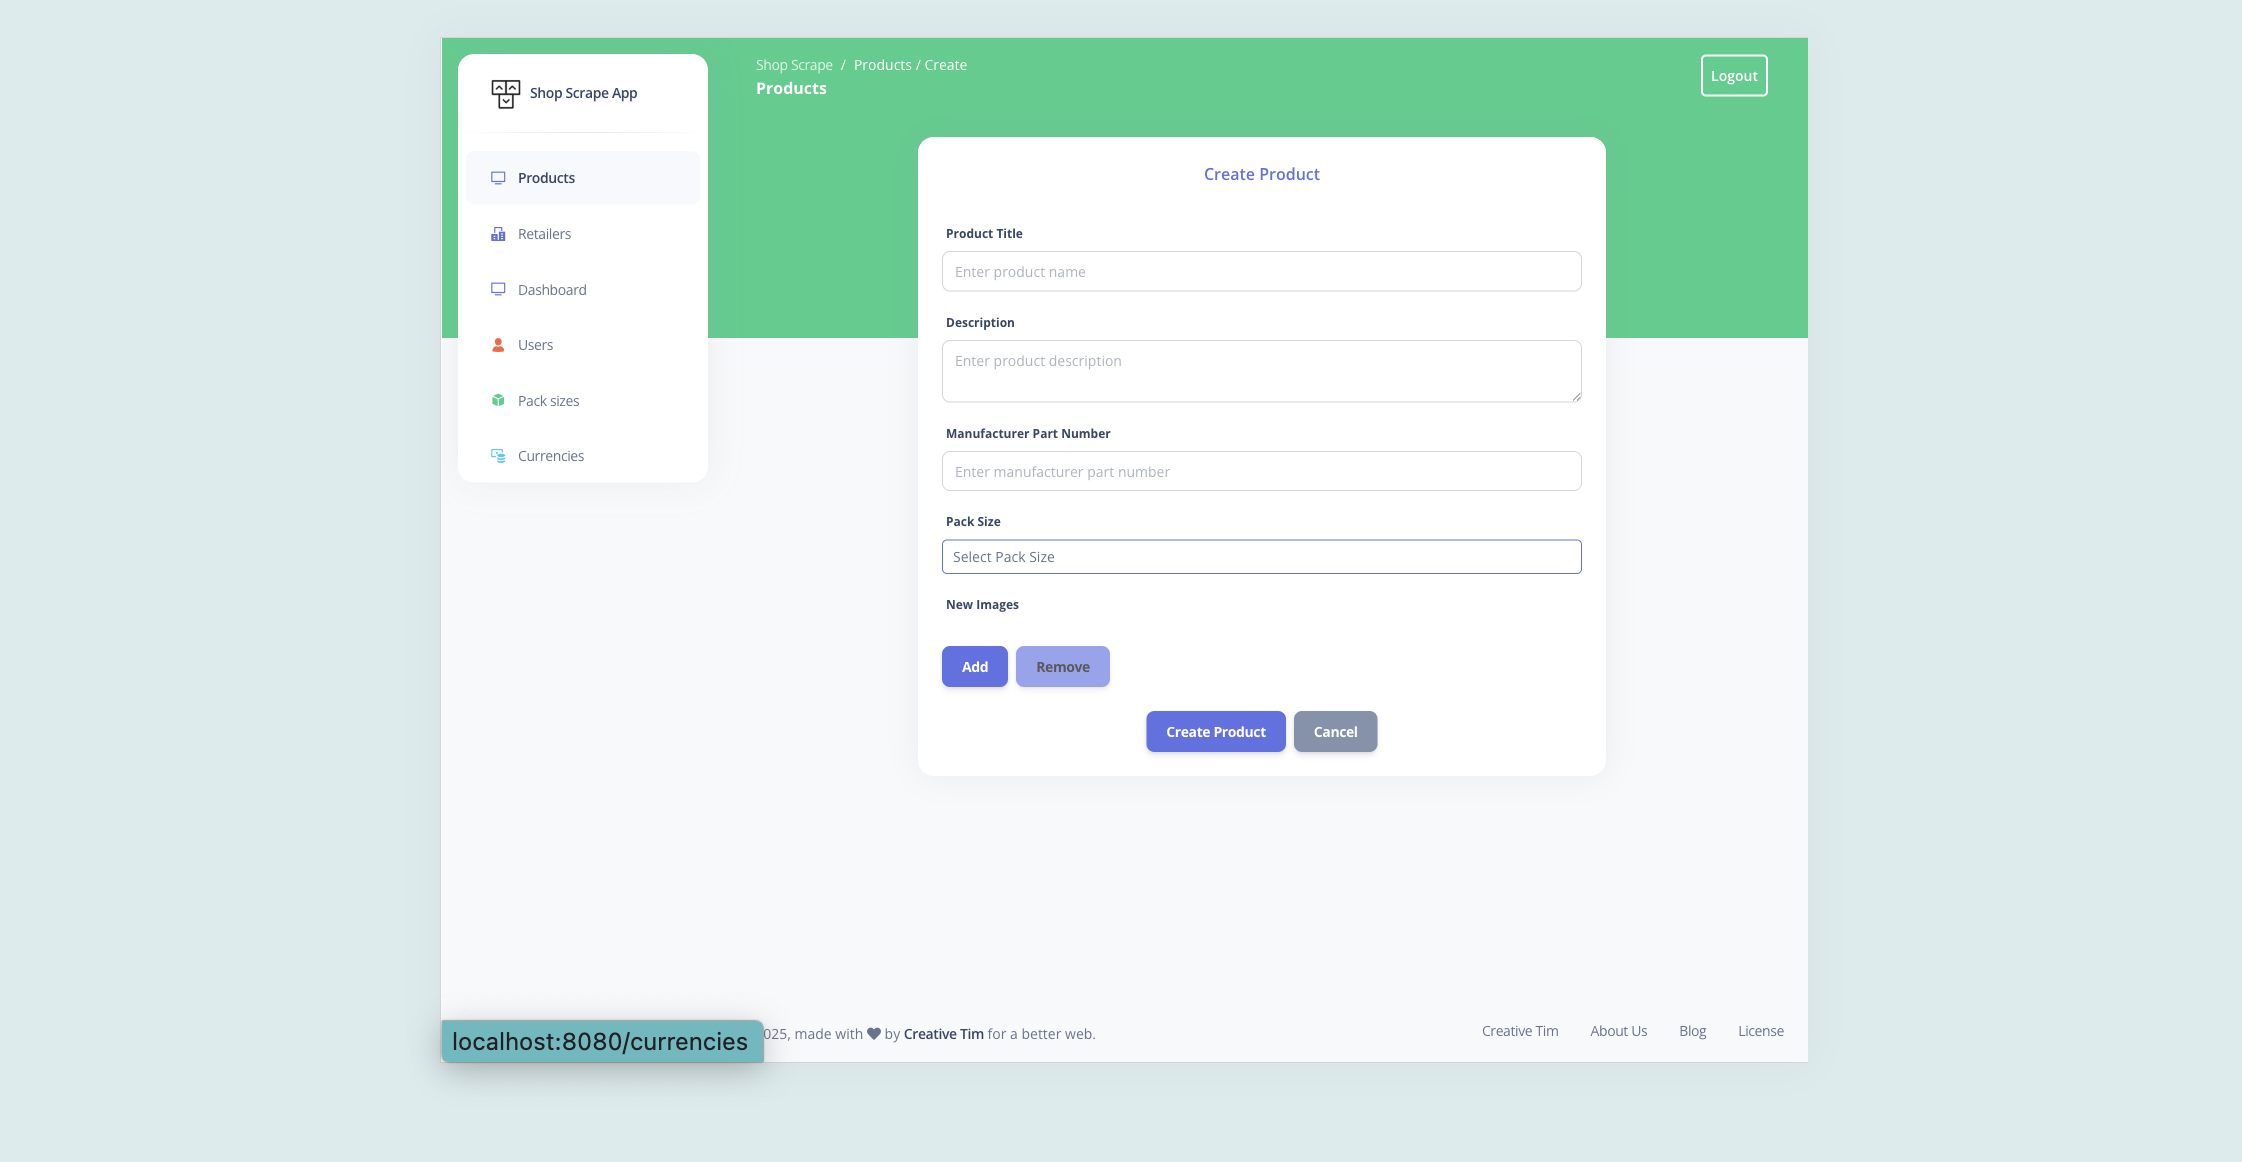 Shop Scrape App
Products
Retailers
Dashboard
Users
Pack sizes
Currencies
Shop Scrape / Products / Create
Products
Logout
Create Product
Product Title
Enter product name
Description
Enter product description
Manufacturer Part Number
Enter manufacturer part number
Pack Size
Select Pack Size
New Images
Add Remove
Create Product Cancel
localhost:8080/currencies
025, made with ♥ by Creative Tim for a better web.
Creative Tim About Us Blog License